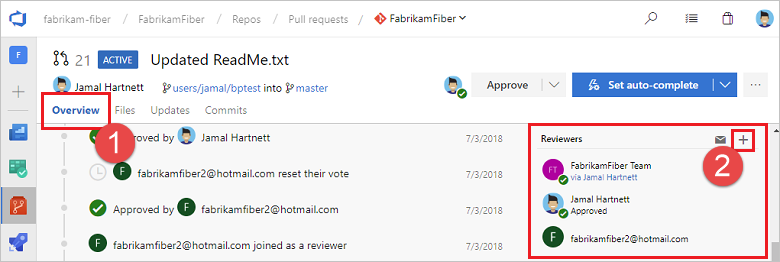 fabrikam-fiber / FabrikamFiber / Repos / Pull requests / FabrikamFiber
F
21 ACTIVE Updated ReadMe.txt
Jamal Hartnett users/jamal/bptest into master
Approve
Set auto-complete
Overview Files Updates Commits
1
Approved by Jamal Hartnett 7/3/2018
F fabrikamfiber2@hotmail.com reset their vote 7/3/2018
Approved by F fabrikamfiber2@hotmail.com 7/3/2018
F fabrikamfiber2@hotmail.com joined as a reviewer 7/3/2018
Reviewers
2
FT FabrikamFiber Team
via Jamal Hartnett
Jamal Hartnett
Approved
F fabrikamfiber2@hotmail.com